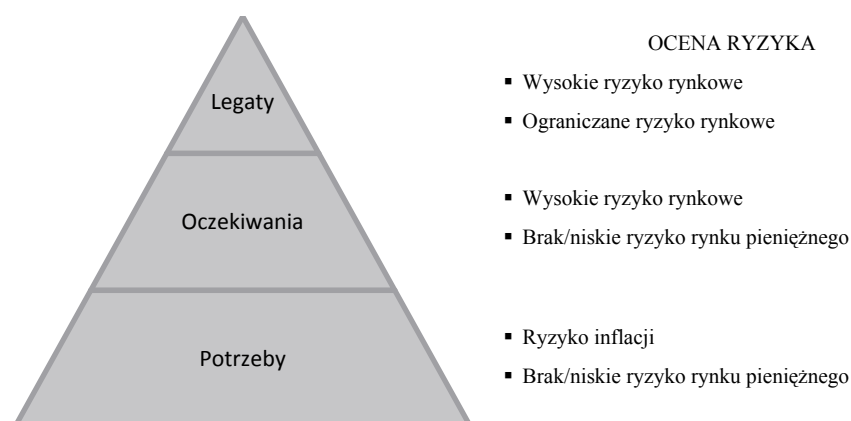 OCENA RYZYKA
Legaty
▪ Wysokie ryzyko rynkowe
▪ Ograniczane ryzyko rynkowe
Oczekiwania
▪ Wysokie ryzyko rynkowe
▪ Brak/niskie ryzyko rynku pieniężnego
Potrzeby
▪ Ryzyko inflacji
▪ Brak/niskie ryzyko rynku pieniężnego